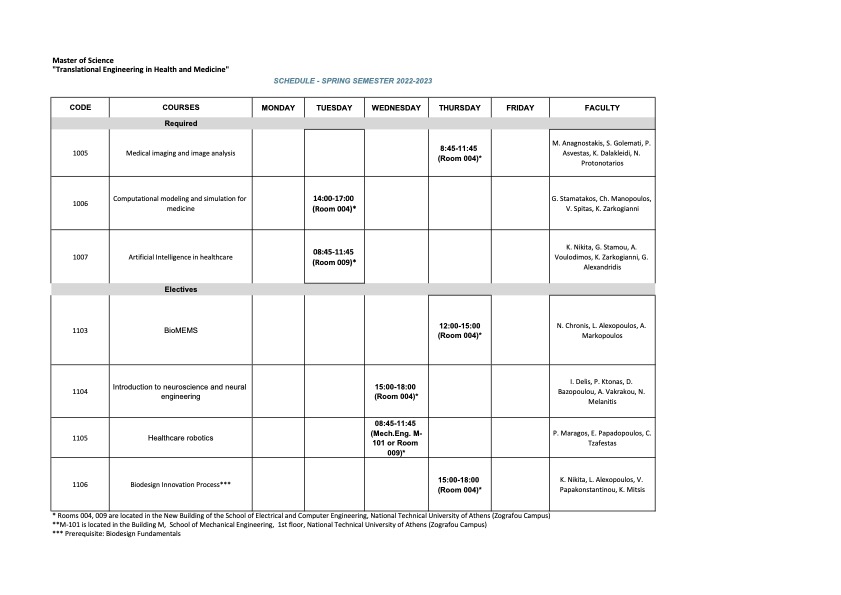 Master of Science
"Translational Engineering in Health and Medicine"
SCHEDULE - SPRING SEMESTER 2022-2023
CODE COURSES MONDAY TUESDAY WEDNESDAY THURSDAY FRIDAY FACULTY
Required
1005 Medical imaging and image analysis
8:45-11:45
(Room 004)*
M. Anagnostakis, S. Golemati, P.
Asvestas, K. Dalakleidi, N.
Protonotarios
1006
Computational modeling and simulation for
medicine
14:00-17:00
(Room 004)*
G. Stamatakos, Ch. Manopoulos,
V. Spitas, K. Zarkogianni
1007 Artificial Intelligence in healthcare
08:45-11:45
(Room 009)*
K. Nikita, G. Stamou, A.
Voulodimos, K. Zarkogianni, G.
Alexandridis
Electives
1103 BioMEMS
12:00-15:00
(Room 004)*
N. Chronis, L. Alexopoulos, A.
Markopoulos
1104
Introduction to neuroscience and neural
engineering
15:00-18:00
(Room 004)*
I. Delis, P. Ktonas, D.
Bazopoulou, A. Vakrakou, N.
Melanitis
1105 Healthcare robotics
08:45-11:45
(Mech.Eng. M-
101 or Room
009)*
P. Maragos, E. Papadopoulos, C.
Tzafestas
1106 Biodesign Innovation Process***
15:00-18:00
(Room 004)*
K. Nikita, L. Alexopoulos, V.
Papakonstantinou, K. Mitsis
* Rooms 004, 009 are located in the New Building of the School of Electrical and Computer Engineering, National Technical University of Athens (Zografou Campus)
**M-101 is located in the Building M, School of Mechanical Engineering, 1st floor, National Technical University of Athens (Zografou Campus)
*** Prerequisite: Biodesign Fundamentals